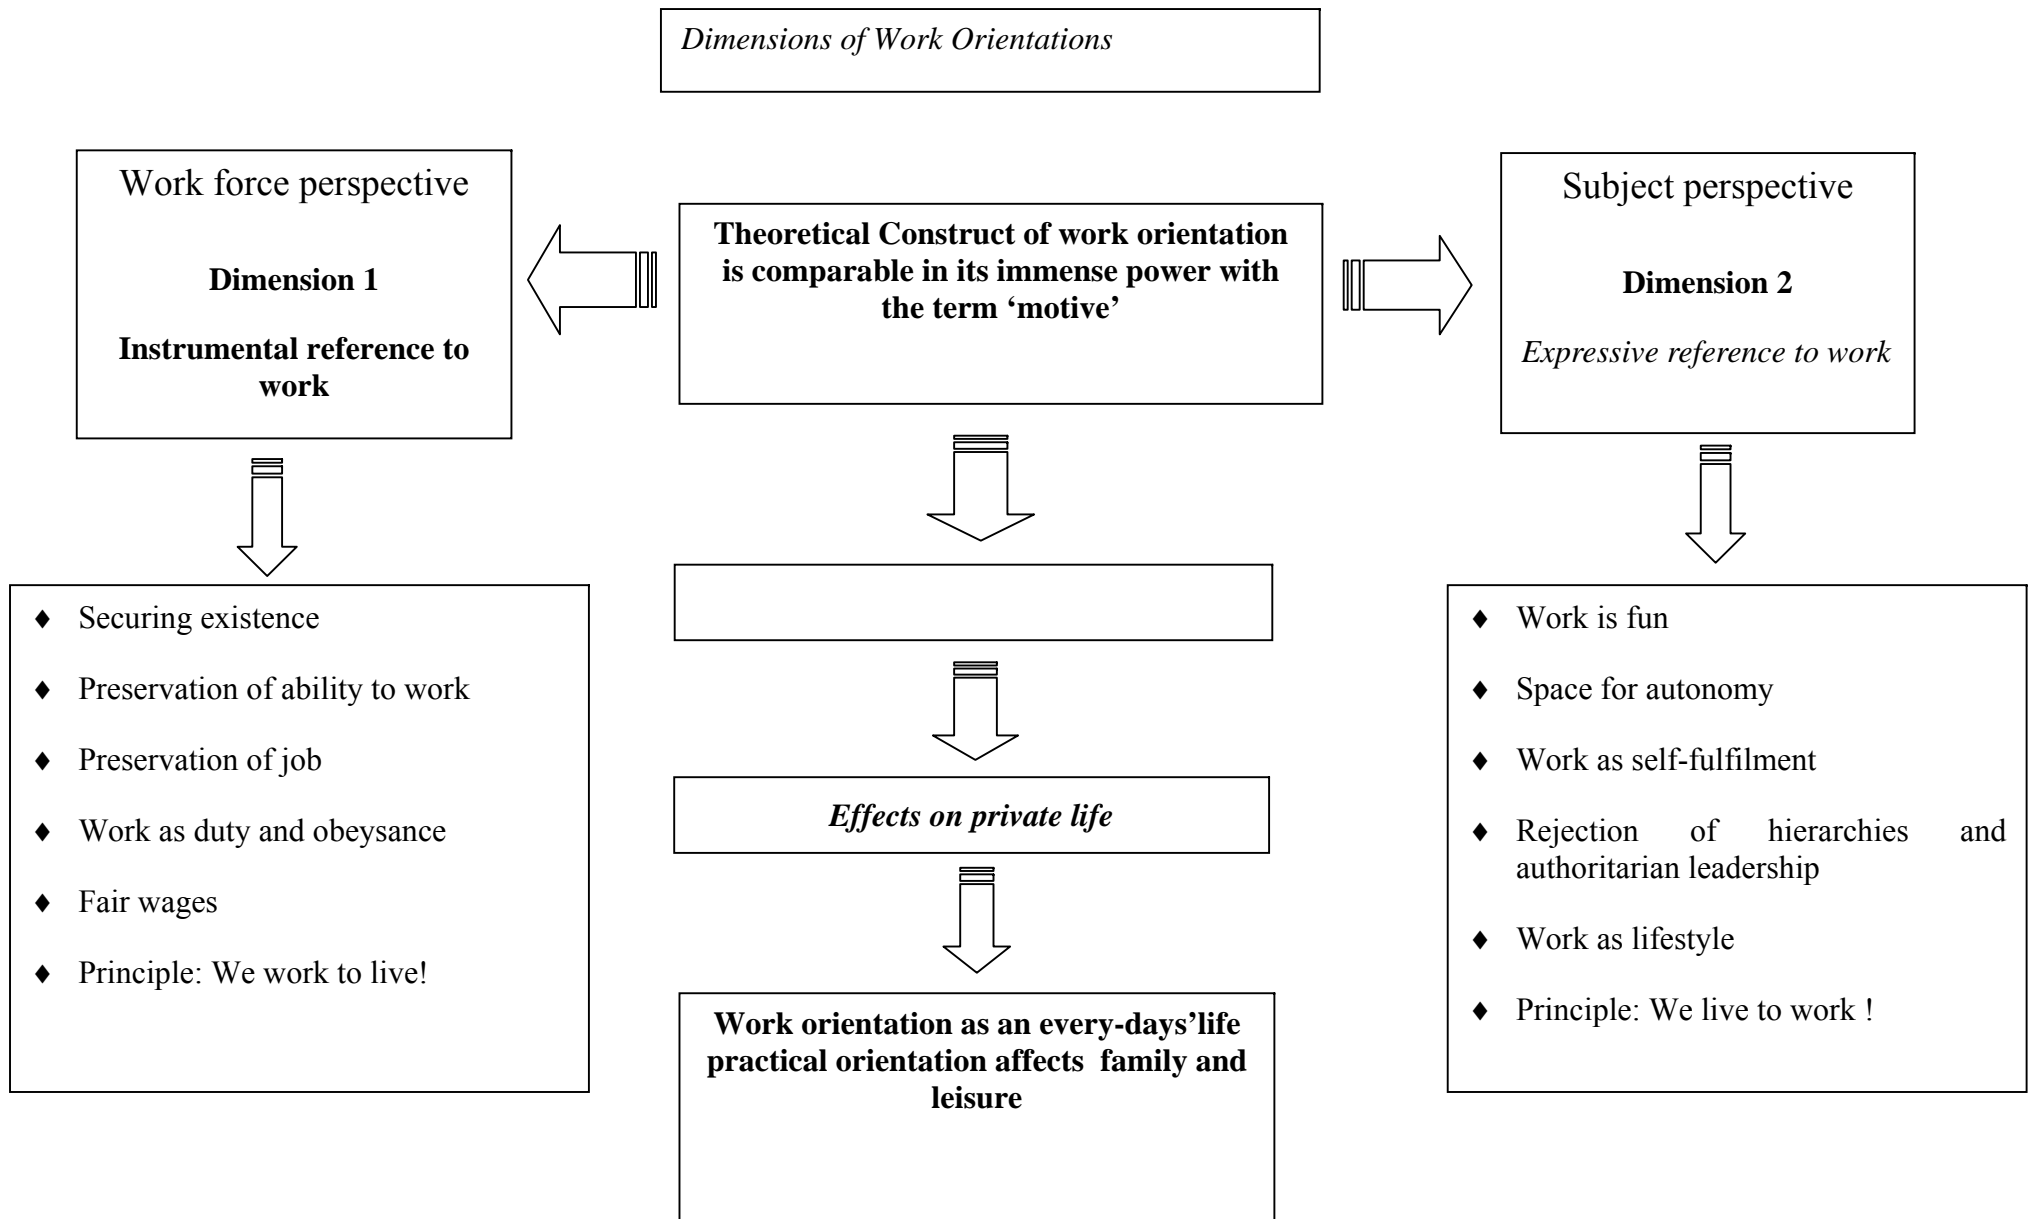 Dimensions of Work Orientations
Work force perspective
Dimension 1
Instrumental reference to
work
Theoretical Construct of work orientation
is comparable in its immense power with
the term ‘motive’
Subject perspective
Dimension 2
Expressive reference to work
♦ Securing existence
♦ Preservation of ability to work
♦ Preservation of job
♦ Work as duty and obeysance
♦ Fair wages
♦ Principle: We work to live!
Effects on private life
Work orientation as an every-days’life
practical orientation affects family and
leisure
♦ Work is fun
♦ Space for autonomy
♦ Work as self-fulfilment
♦ Rejection of hierarchies and
authoritarian leadership
♦ Work as lifestyle
♦ Principle: We live to work !